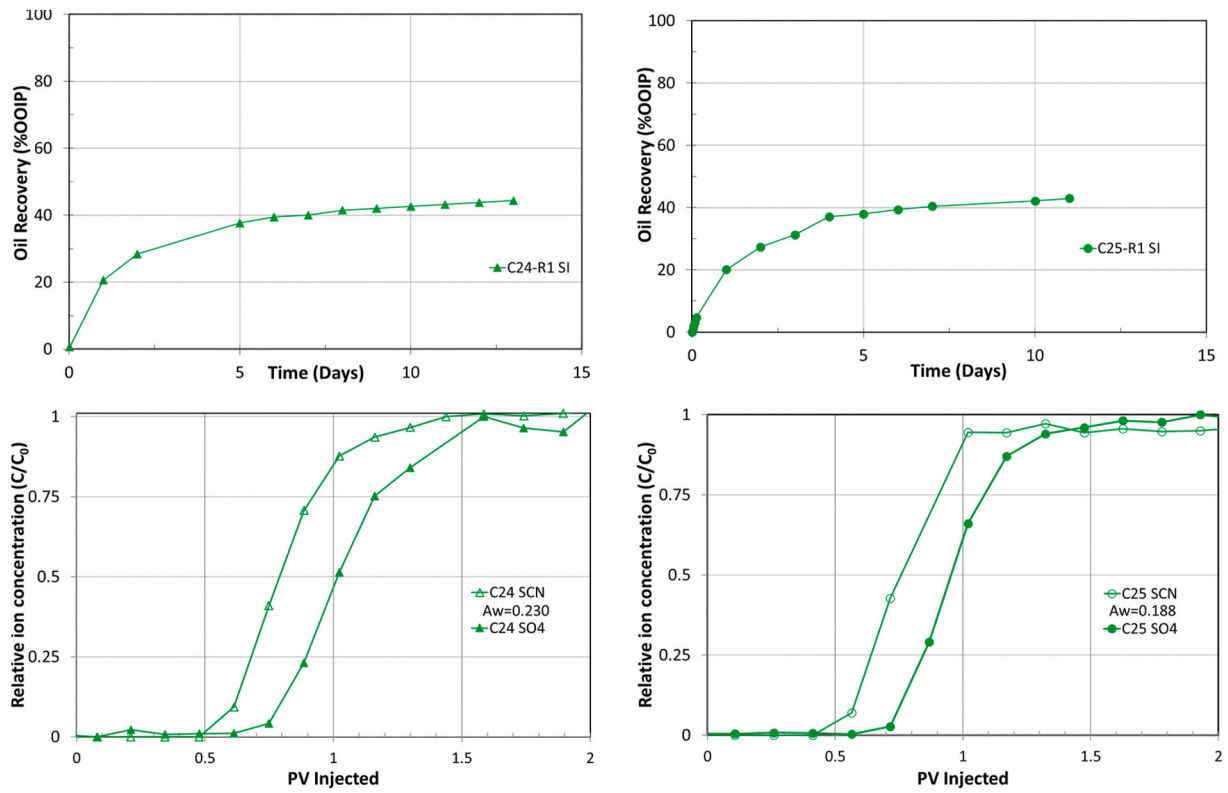 100
80
60
40
20
0
Oil Recovery (%OOIP)
C24-R1 SI
0
5
10
15
Time (Days)
100
80
60
40
20
0
Oil Recovery (%OOIP)
C25-R1 SI
0
5
10
15
Time (Days)
1
0.75
0.5
0.25
0
Relative ion concentration (C/C₀)
C24 SCN
Aw=0.230
C24 SO4
0
0.5
1
1.5
2
PV Injected
1
0.75
0.5
0.25
0
Relative ion concentration (C/C₀)
C25 SCN
Aw=0.188
C25 SO4
0
0.5
1
1.5
2
PV Injected